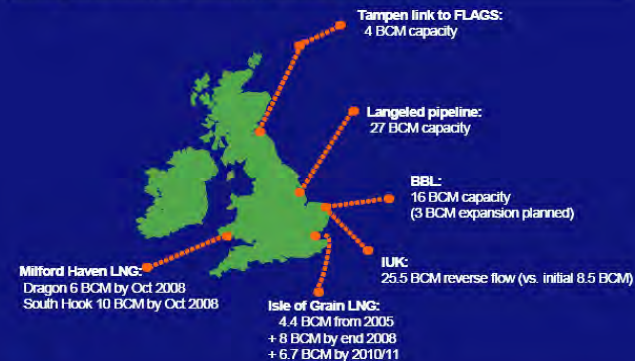 Tampen link to FLAGS:
4 BCM capacity
Langeled pipeline:
27 BCM capacity
BBL:
16 BCM capacity
(3 BCM expansion planned)
IUK:
25.5 BCM reverse flow (vs. initial 8.5 BCM)
Milford Haven LNG:
Dragon 6 BCM by Oct 2008
South Hook 10 BCM by Oct 2008
Isle of Grain LNG:
4.4 BCM from 2005
+ 8 BCM by end 2008
+ 6.7 BCM by 2010/11